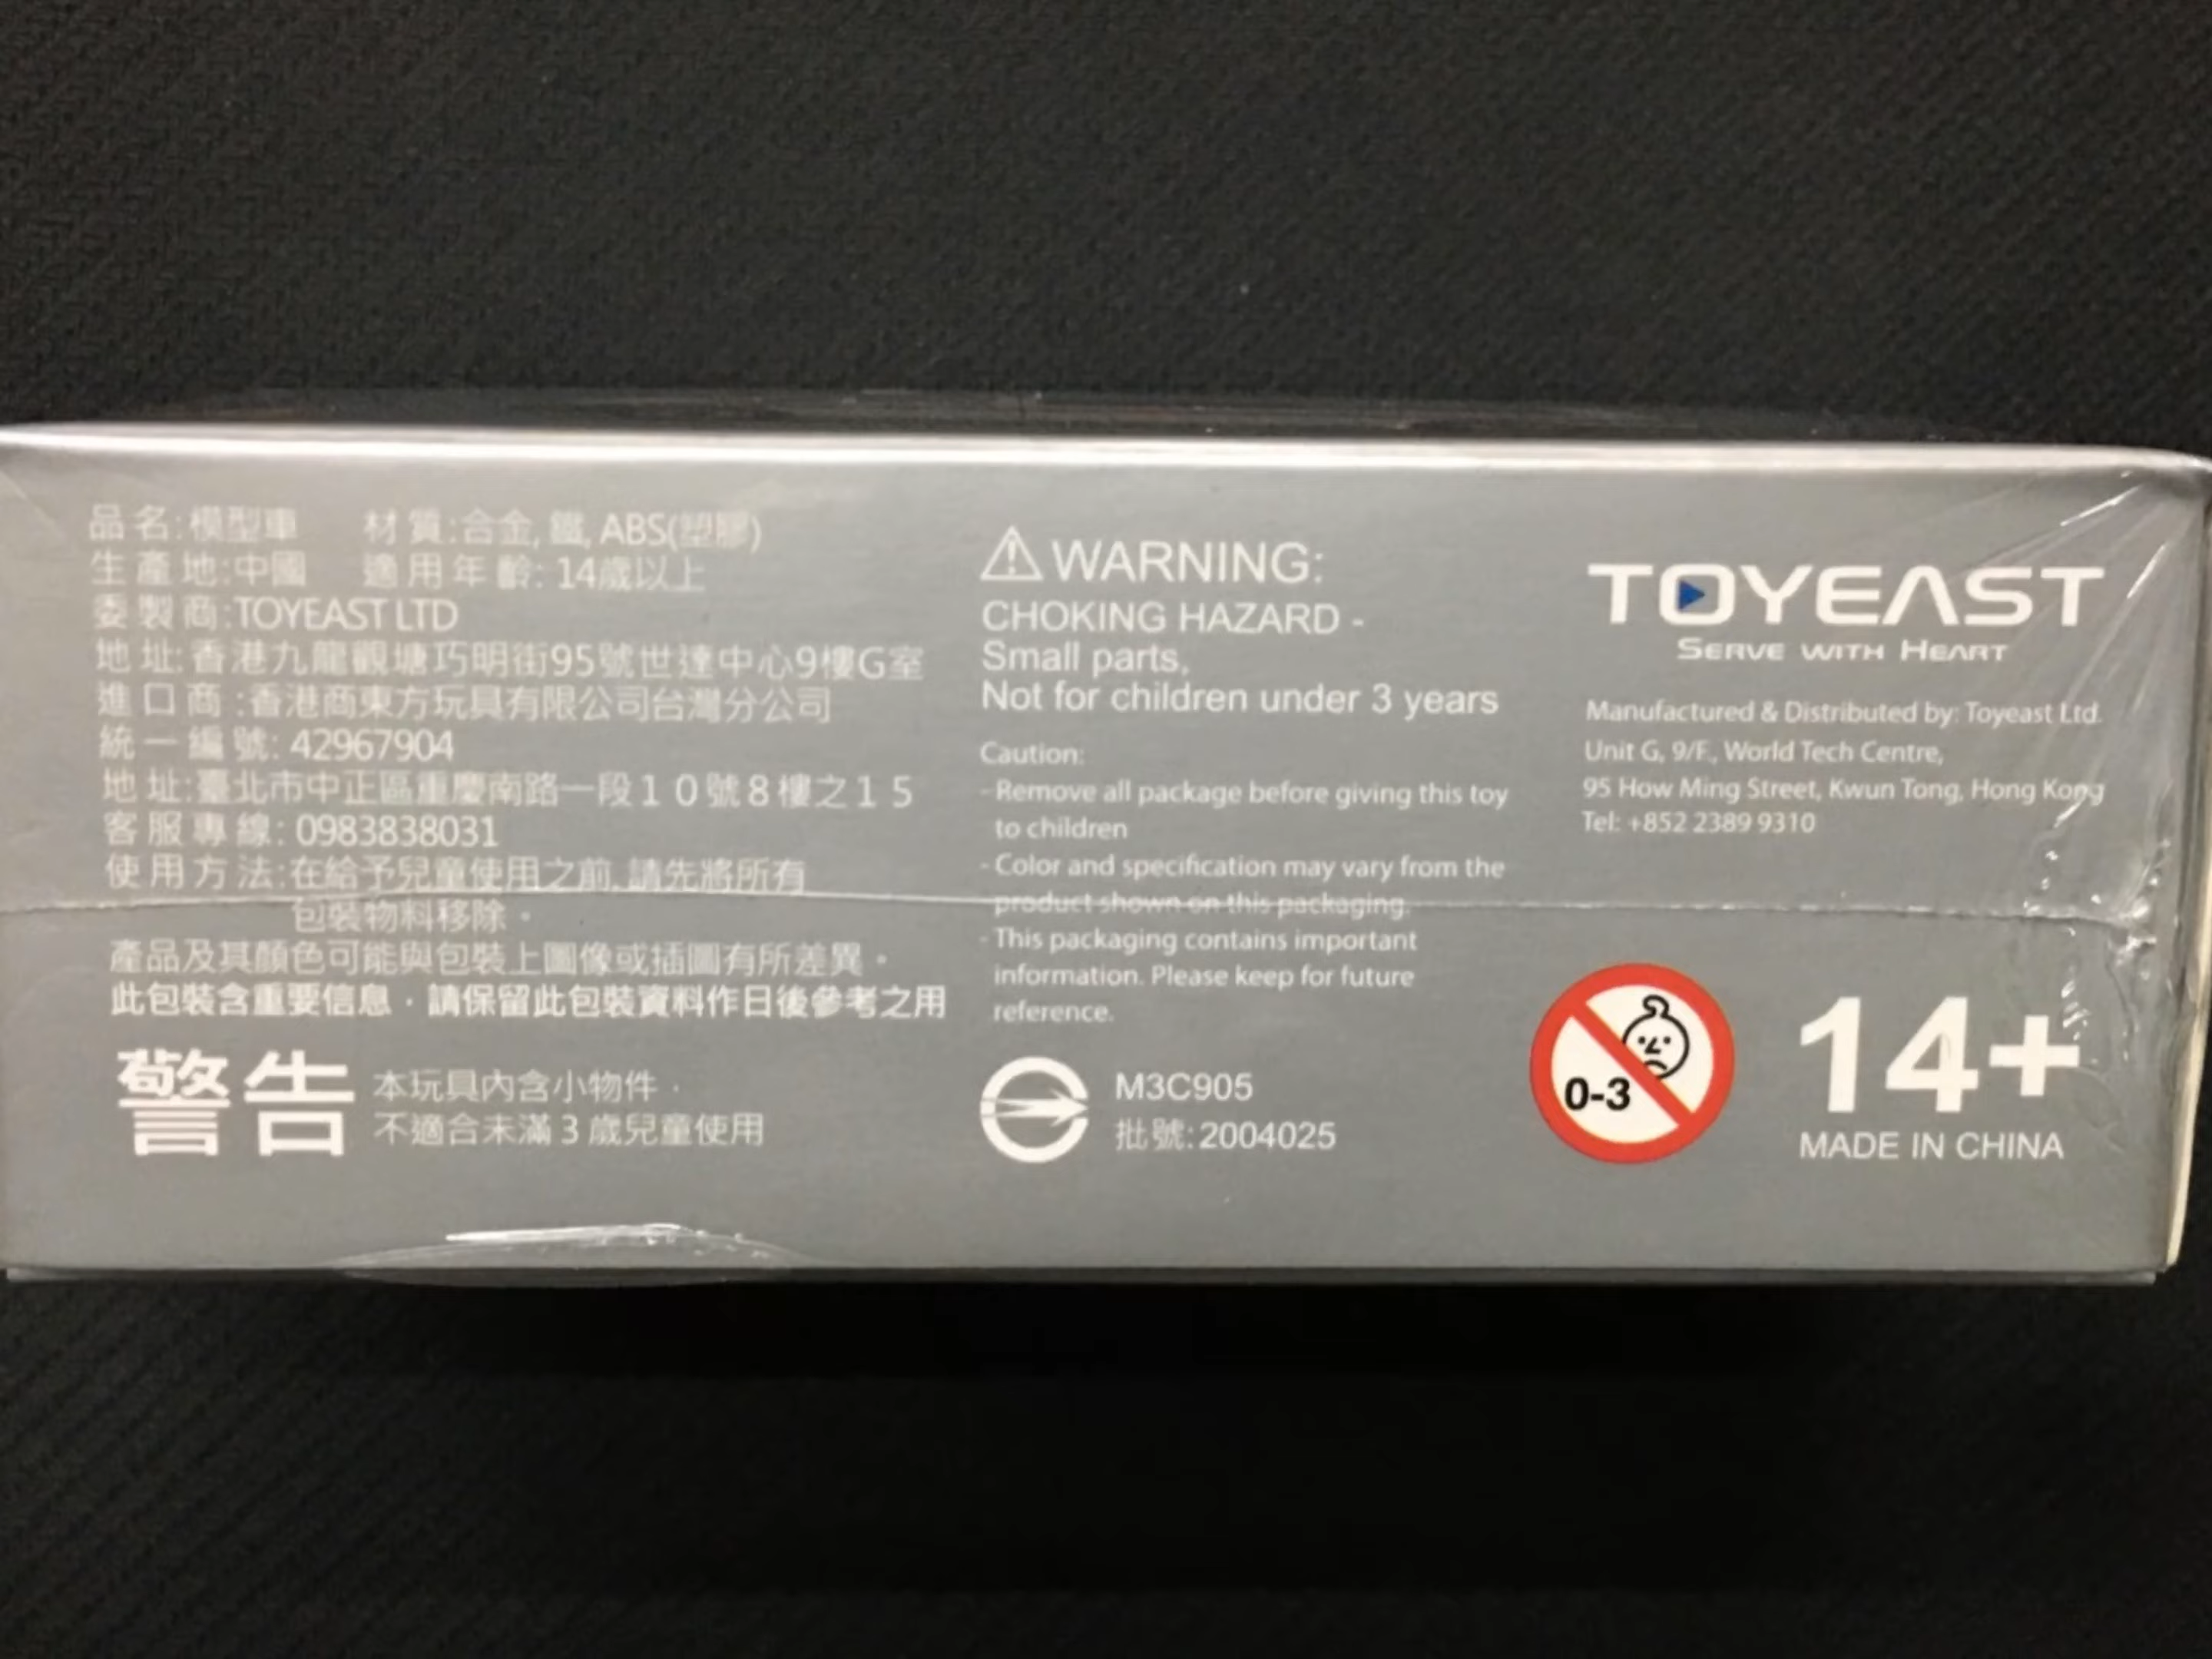 品名:模型車 材質:合金, 鐵, ABS(塑膠)
生產地:中國 適用年齡: 14歲以上
委製商:TOYEAST LTD
地址:香港九龍觀塘巧明街95號世達中心9樓G室
進口商:香港商東方玩具有限公司台灣分公司
統一編號: 42967904
地址:臺北市中正區重慶南路一段10號8樓之15
客服專線: 0983838031
使用方法:在給予兒童使用之前,請先將所有
包裝物料移除。
產品及其顏色可能與包裝上圖像或插圖有所差異。
此包裝含重要信息,請保留此包裝資料作日後參考之用
警告 本玩具內含小物件,
不適合未滿3歲兒童使用
WARNING:
CHOKING HAZARD -
Small parts,
Not for children under 3 years
Caution:
- Remove all package before giving this toy
to children
- Color and specification may vary from the
product shown on this packaging.
- This packaging contains important
information. Please keep for future
reference.
M3C905
批號:2004025
TOYEAST
SERVE WITH HEART
Manufactured & Distributed by: Toyeast Ltd.
Unit G, 9/F., World Tech Centre,
95 How Ming Street, Kwun Tong, Hong Kong
Tel: +852 2389 9310
0-3
14+
MADE IN CHINA